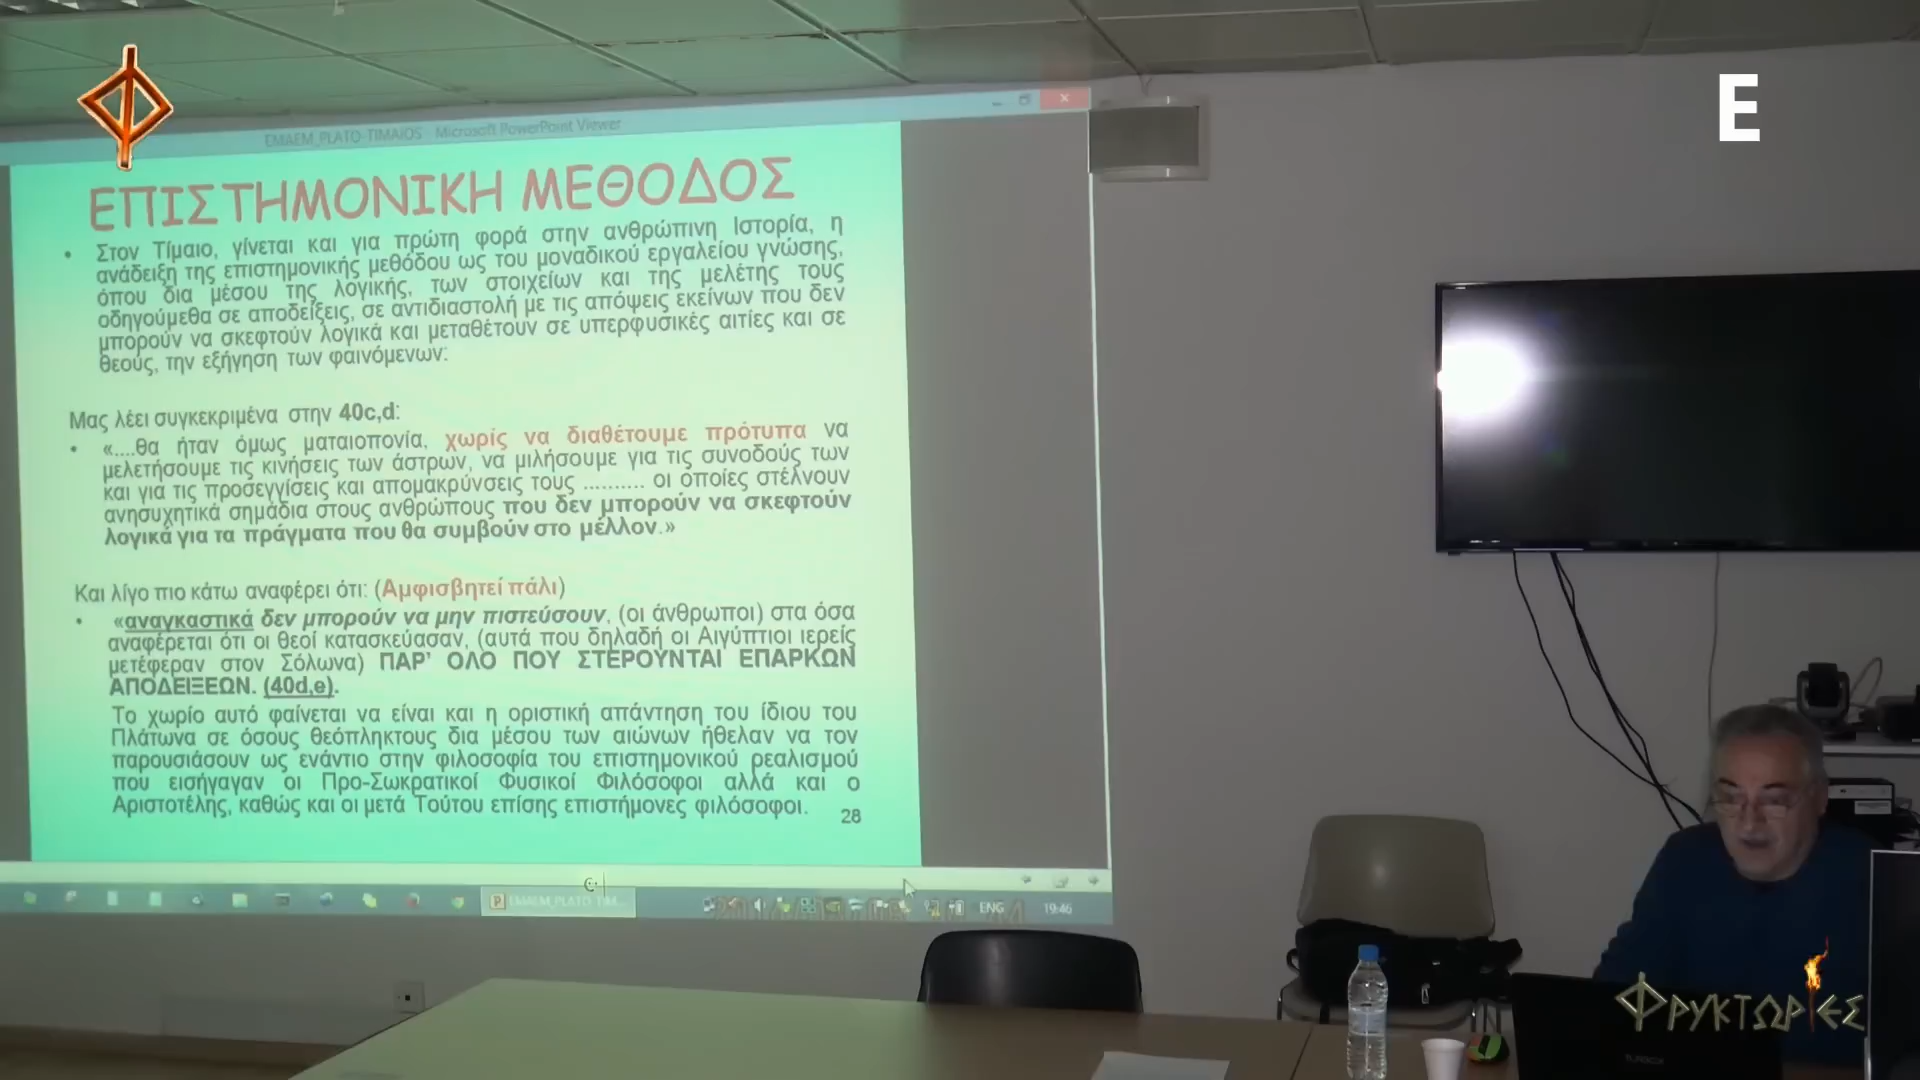 E
EMAEM_PLATO-TIMAIOS - Microsoft PowerPoint Viewer
ΕΠΙΣΤΗΜΟΝΙΚΗ ΜΕΘΟΔΟΣ
• Στον Τίμαιο, γίνεται και για πρώτη φορά στην ανθρώπινη Ιστορία, η
ανάδειξη της επιστημονικής μεθόδου ως του μοναδικού εργαλείου γνώσης,
όπου δια μέσου της λογικής, των στοιχείων και της μελέτης τους
οδηγούμεθα σε αποδείξεις, σε αντιδιαστολή με τις απόψεις εκείνων που δεν
μπορούν να σκεφτούν λογικά και μεταθέτουν σε υπερφυσικές αιτίες και σε
θεούς, την εξήγηση των φαινόμενων:
Μας λέει συγκεκριμένα στην 40c,d:
• «....θα ήταν όμως ματαιοπονία, χωρίς να διαθέτουμε πρότυπα να
μελετήσουμε τις κινήσεις των άστρων, να μιλήσουμε για τις συνοδούς των
και για τις προσεγγίσεις και απομακρύνσεις τους .......... οι οποίες στέλνουν
ανησυχητικά σημάδια στους ανθρώπους που δεν μπορούν να σκεφτούν
λογικά για τα πράγματα που θα συμβούν στο μέλλον.»
Και λίγο πιο κάτω αναφέρει ότι: (Αμφισβητεί πάλι)
• «αναγκαστικά δεν μπορούν να μην πιστεύσουν, (οι άνθρωποι) στα όσα
αναφέρεται ότι οι θεοί κατασκεύασαν, (αυτά που δηλαδή οι Αιγύπτιοι ιερείς
μετέφεραν στον Σόλωνα) ΠΑΡ' ΟΛΟ ΠΟΥ ΣΤΕΡΟΥΝΤΑΙ ΕΠΑΡΚΩΝ
ΑΠΟΔΕΙΞΕΩΝ. (40d,e).
Το χωρίο αυτό φαίνεται να είναι και η οριστική απάντηση του ίδιου του
Πλάτωνα σε όσους θεόπληκτους δια μέσου των αιώνων ήθελαν να τον
παρουσιάσουν ως ενάντιο στην φιλοσοφία του επιστημονικού ρεαλισμού
που εισήγαγαν οι Προ-Σωκρατικοί Φυσικοί Φιλόσοφοι αλλά και ο
Αριστοτέλης, καθώς και οι μετά Τούτου επίσης επιστήμονες φιλόσοφοι.
28
EMAEM_PLATO-TIM...
ENG
19:46
ΦΡΥΚΤΩΡΙΕΣ